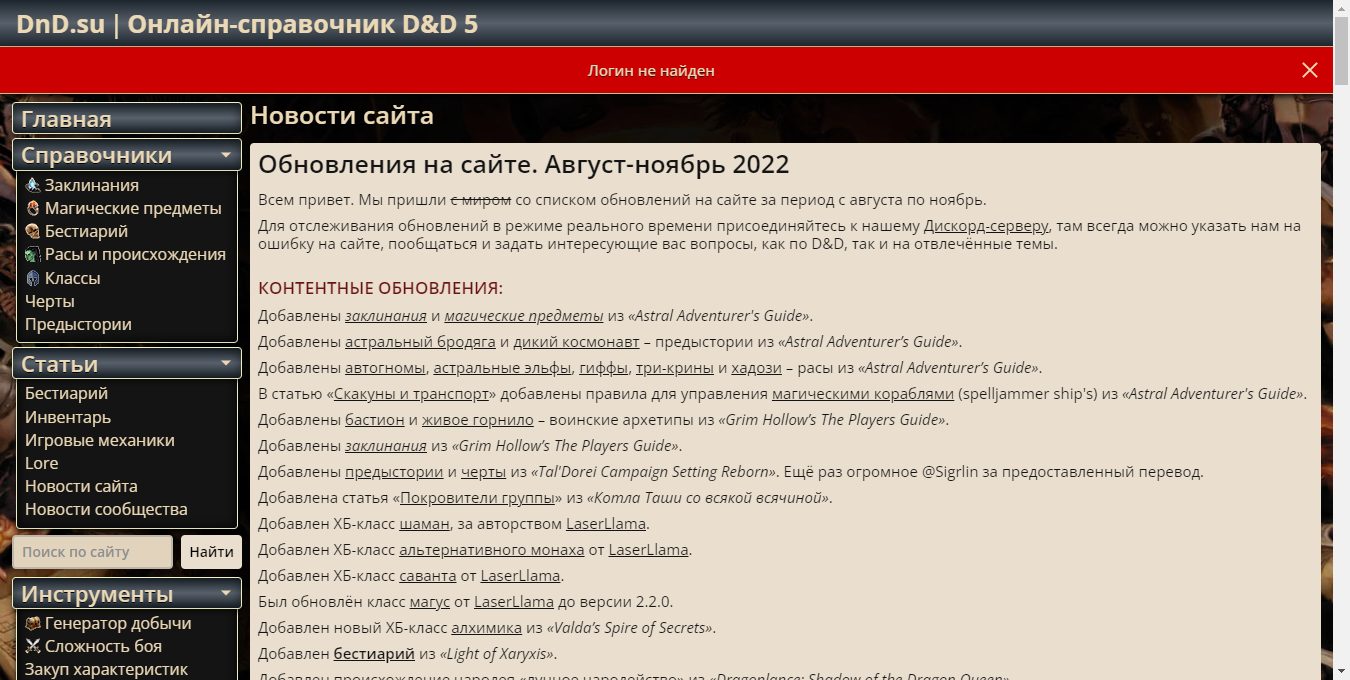 DnD.su | Онлайн-справочник D&D 5
Логин не найден
Главная
Справочники
Заклинания
Магические предметы
Бестиарий
Расы и происхождения
Классы
Черты
Предыстории
Статьи
Бестиарий
Инвентарь
Игровые механики
Lore
Новости сайта
Новости сообщества
Поиск по сайту
Найти
Инструменты
Генератор добычи
Сложность боя
Закуп характеристик
Новости сайта
Обновления на сайте. Август-ноябрь 2022
Всем привет. Мы пришли с миром со списком обновлений на сайте за период с августа по ноябрь.
Для отслеживания обновлений в режиме реального времени присоединяйтесь к нашему Дискорд-серверу, там всегда можно указать нам на
ошибку на сайте, пообщаться и задать интересующие вас вопросы, как по D&D, так и на отвлечённые темы.
КОНТЕНТНЫЕ ОБНОВЛЕНИЯ:
Добавлены заклинания и магические предметы из «Astral Adventurer's Guide».
Добавлены астральный бродяга и дикий космонавт – предыстории из «Astral Adventurer’s Guide».
Добавлены автогномы, астральные эльфы, гиффы, три-крины и хадози – расы из «Astral Adventurer’s Guide».
В статью «Скакуны и транспорт» добавлены правила для управления магическими кораблями (spelljammer ship's) из «Astral Adventurer's Guide».
Добавлены бастион и живое горнило – воинские архетипы из «Grim Hollow’s The Players Guide».
Добавлены заклинания из «Grim Hollow’s The Players Guide».
Добавлены предыстории и черты из «Tal'Dorei Campaign Setting Reborn». Ещё раз огромное @Sigrlin за предоставленный перевод.
Добавлена статья «Покровители группы» из «Котла Таши со всякой всячиной».
Добавлен ХБ-класс шаман, за авторством LaserLlama.
Добавлен ХБ-класс альтернативного монаха от LaserLlama.
Добавлен ХБ-класс саванта от LaserLlama.
Был обновлён класс магус от LaserLlama до версии 2.2.0.
Добавлен новый ХБ-класс алхимика из «Valda’s Spire of Secrets».
Добавлен бестиарий из «Light of Xaryxis».
Добавлен происхождение чародея «лунное чародейство» из «Dragonlance: Shadow of the Dragon Queen».